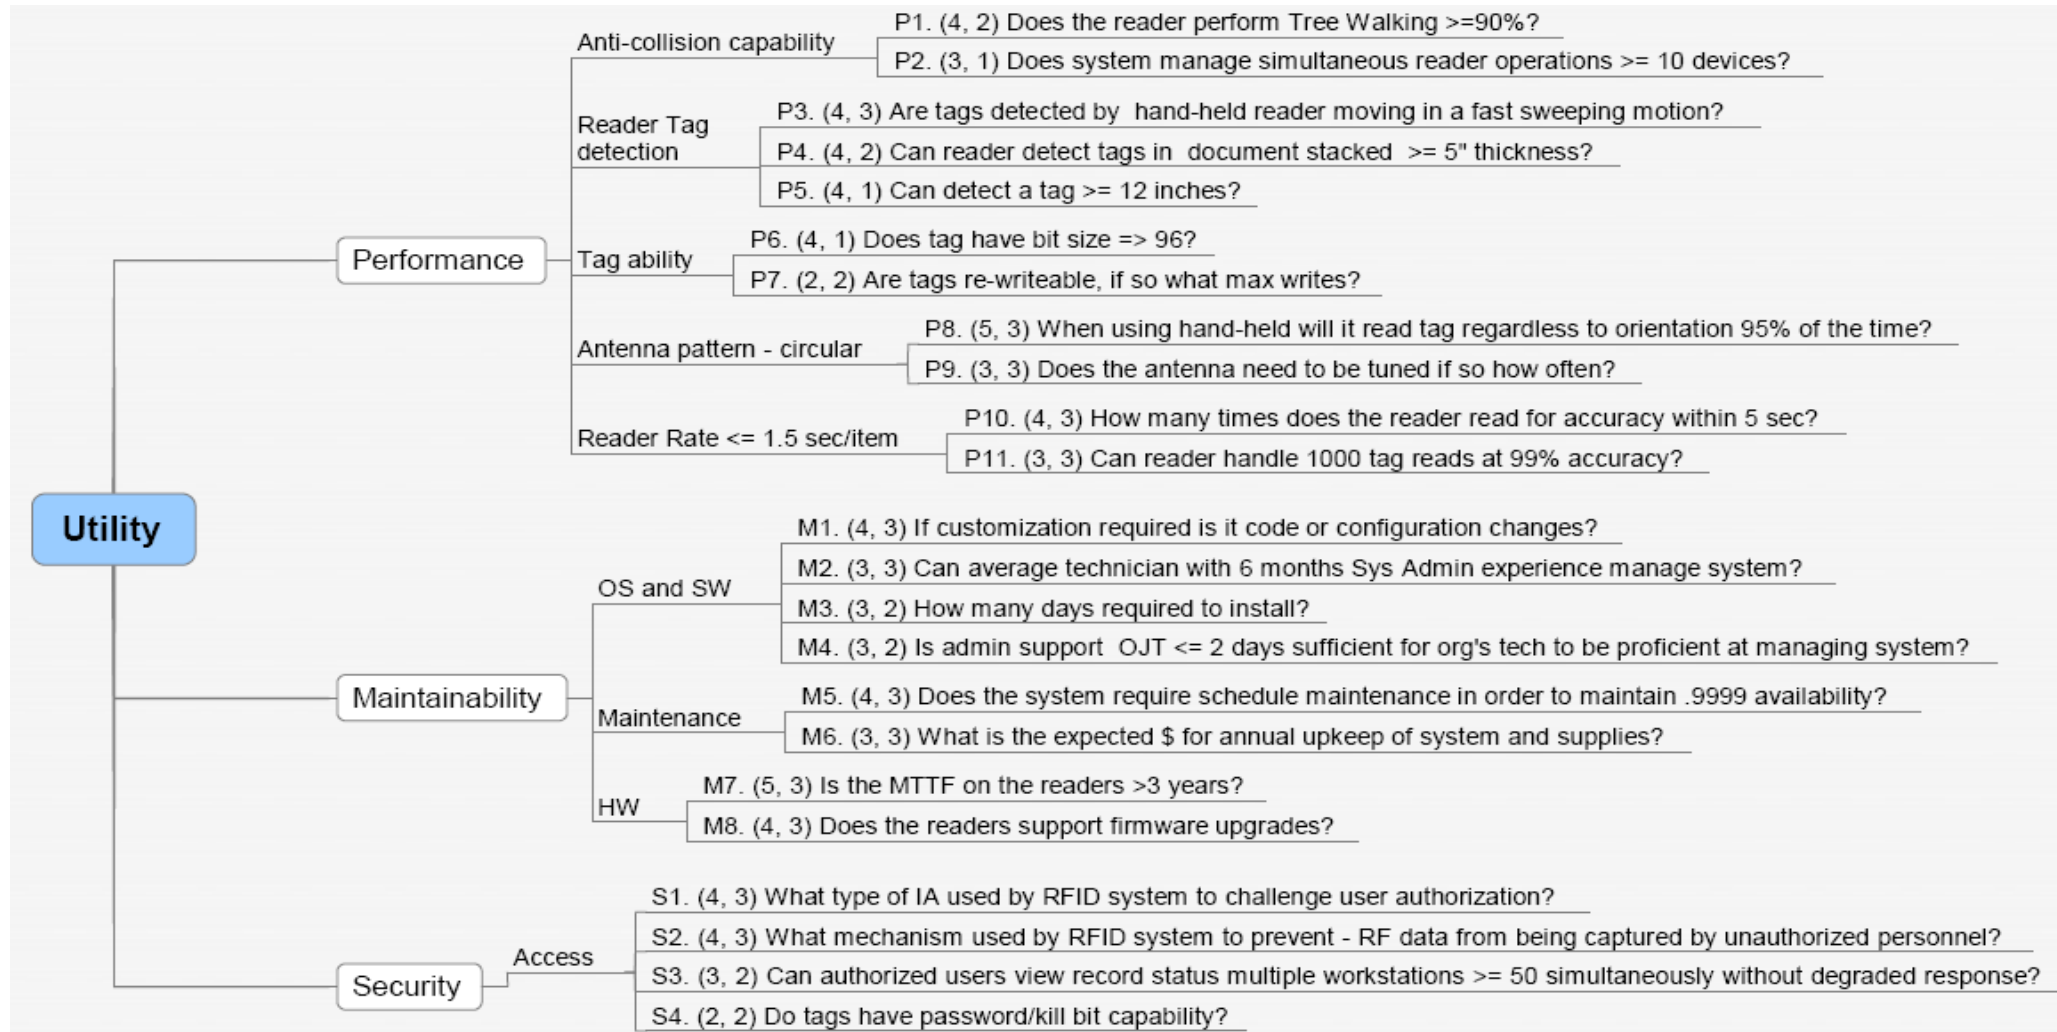 Utility
Performance
Anti-collision capability
P1. (4, 2) Does the reader perform Tree Walking >=90%?
P2. (3, 1) Does system manage simultaneous reader operations >= 10 devices?
Reader Tag
detection
P3. (4, 3) Are tags detected by hand-held reader moving in a fast sweeping motion?
P4. (4, 2) Can reader detect tags in document stacked >= 5" thickness?
P5. (4, 1) Can detect a tag >= 12 inches?
Tag ability
P6. (4, 1) Does tag have bit size => 96?
P7. (2, 2) Are tags re-writeable, if so what max writes?
Antenna pattern - circular
P8. (5, 3) When using hand-held will it read tag regardless to orientation 95% of the time?
P9. (3, 3) Does the antenna need to be tuned if so how often?
Reader Rate <= 1.5 sec/item
P10. (4, 3) How many times does the reader read for accuracy within 5 sec?
P11. (3, 3) Can reader handle 1000 tag reads at 99% accuracy?
Maintainability
OS and SW
M1. (4, 3) If customization required is it code or configuration changes?
M2. (3, 3) Can average technician with 6 months Sys Admin experience manage system?
M3. (3, 2) How many days required to install?
M4. (3, 2) Is admin support OJT <= 2 days sufficient for org's tech to be proficient at managing system?
Maintenance
M5. (4, 3) Does the system require schedule maintenance in order to maintain .9999 availability?
M6. (3, 3) What is the expected $ for annual upkeep of system and supplies?
HW
M7. (5, 3) Is the MTTF on the readers >3 years?
M8. (4, 3) Does the readers support firmware upgrades?
Security
Access
S1. (4, 3) What type of IA used by RFID system to challenge user authorization?
S2. (4, 3) What mechanism used by RFID system to prevent - RF data from being captured by unauthorized personnel?
S3. (3, 2) Can authorized users view record status multiple workstations >= 50 simultaneously without degraded response?
S4. (2, 2) Do tags have password/kill bit capability?